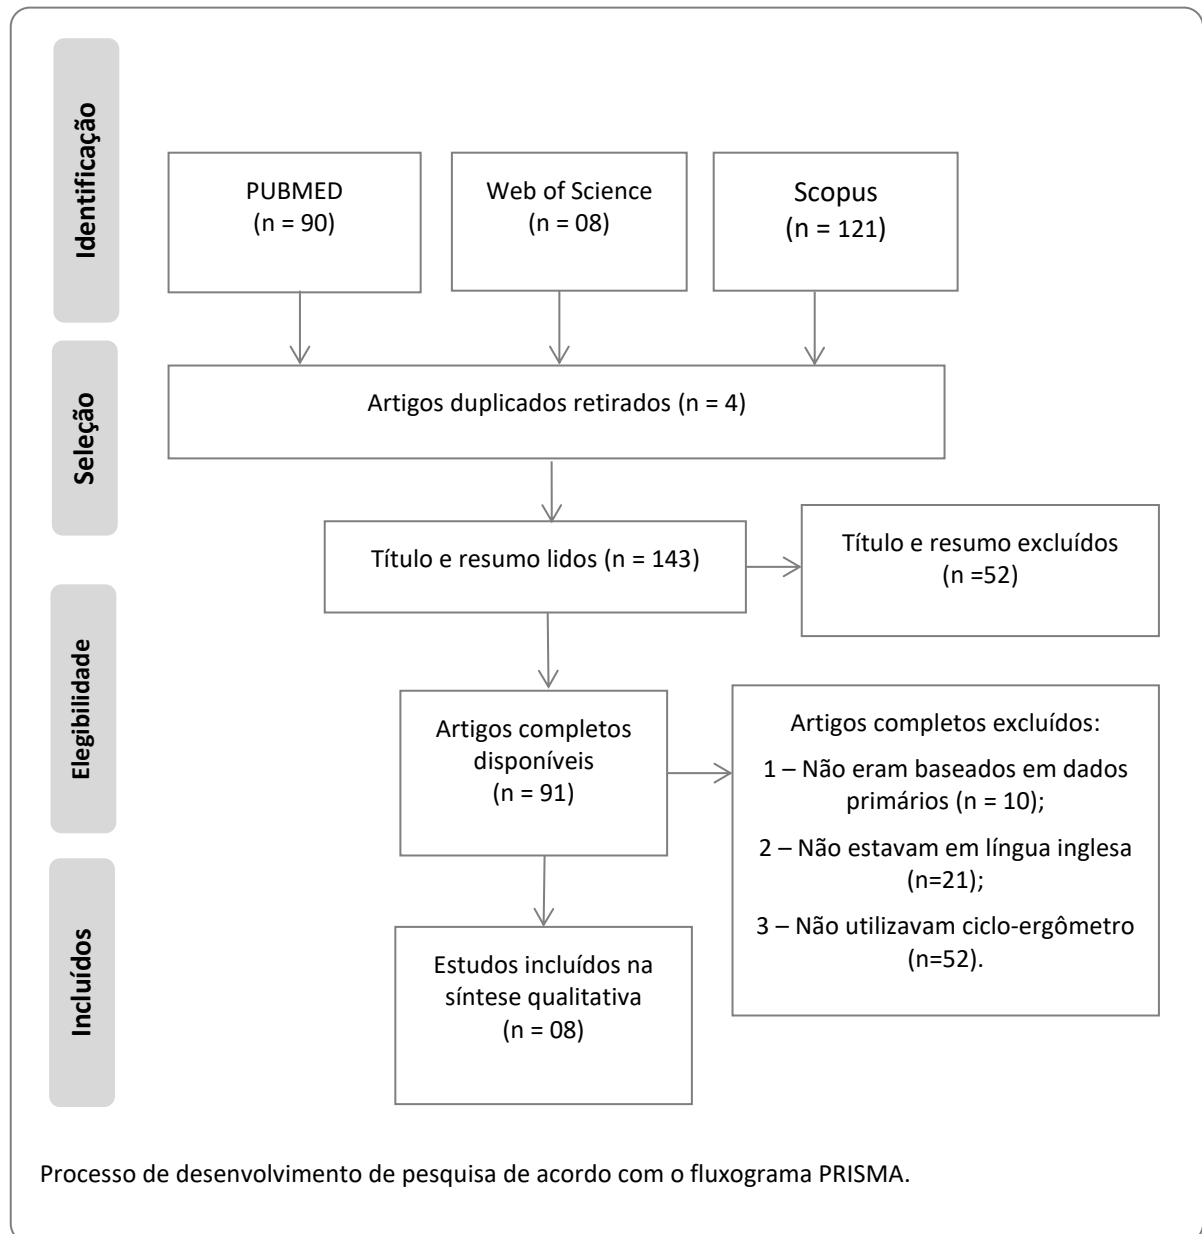 Identificação
PUBMED
(n = 90)
Web of Science
(n = 08)
Scopus
(n = 121)
Seleção
Artigos duplicados retirados (n = 4)
Título e resumo lidos (n = 143)
Título e resumo excluídos
(n =52)
Elegibilidade
Artigos completos
disponíveis
(n = 91)
Artigos completos excluídos:
1 – Não eram baseados em dados
primários (n = 10);
2 – Não estavam em língua inglesa
(n=21);
3 – Não utilizavam ciclo-ergômetro
(n=52).
Incluídos
Estudos incluídos na
síntese qualitativa
(n = 08)
Processo de desenvolvimento de pesquisa de acordo com o fluxograma PRISMA.